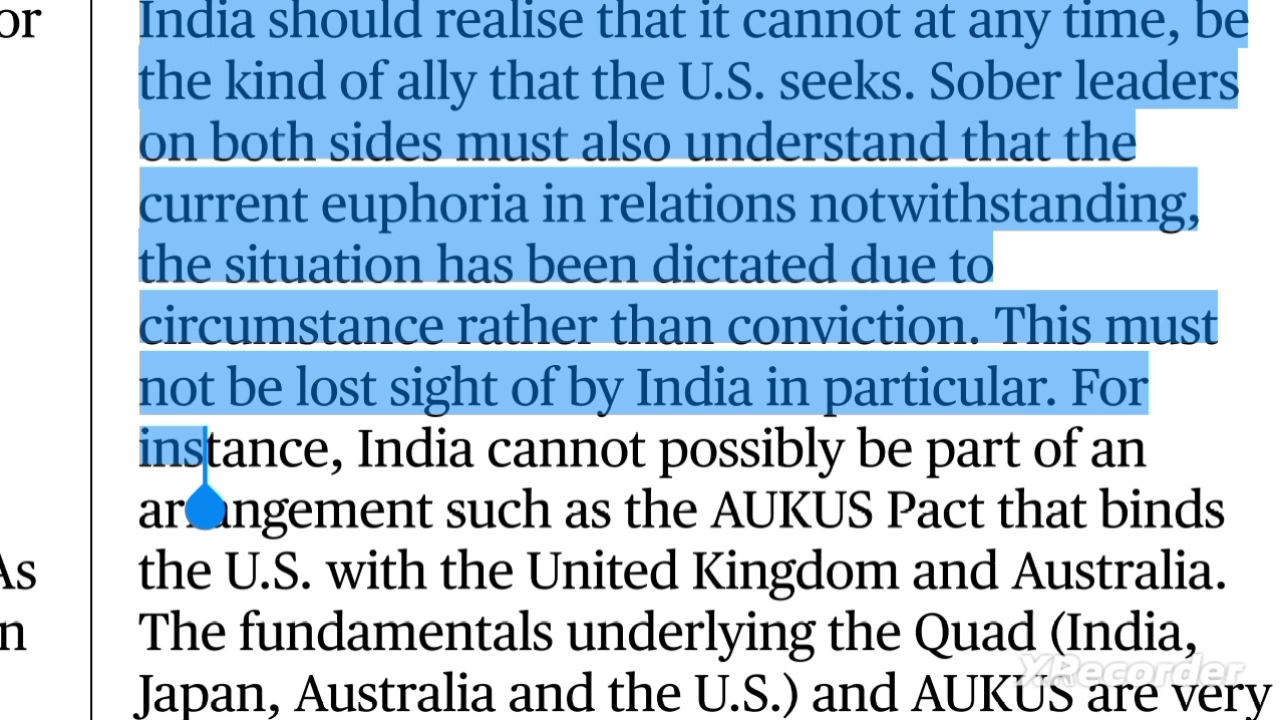 or
India should realise that it cannot at any time, be
the kind of ally that the U.S. seeks. Sober leaders
on both sides must also understand that the
current euphoria in relations notwithstanding,
the situation has been dictated due to
circumstance rather than conviction. This must
not be lost sight of by India in particular. For
instance, India cannot possibly be part of an
arrangement such as the AUKUS Pact that binds
As
the U.S. with the United Kingdom and Australia.
n
The fundamentals underlying the Quad (India,
Japan, Australia and the U.S.) and AUKUS are very
XRecorder